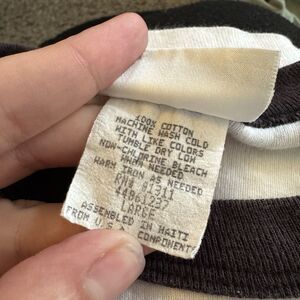 100% COTTON
MACHINE WASH COLD
WITH LIKE COLORS
TUMBLE DRY LOW
NON-CHLORINE BLEACH
WHEN NEEDED
WARM IRON AS NEEDED
RN# 61311
LARGE
ASSEMBLED IN HAITI
FROM U.S. COMPONENTS